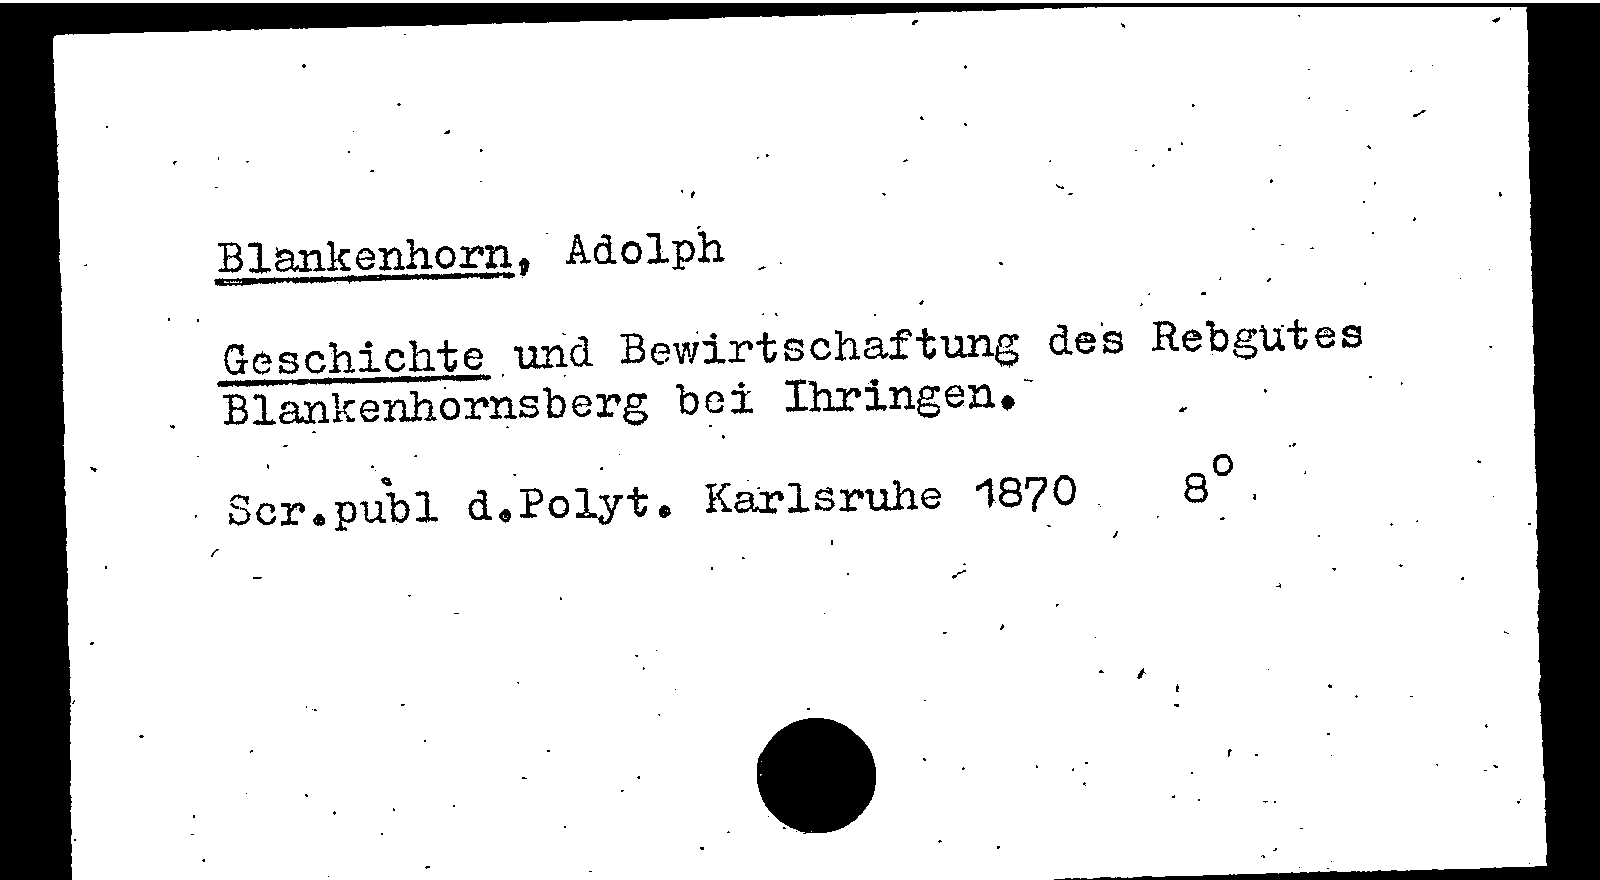 Blankenhorn, Adolph
Geschichte und Bewirtschaftung des Rebgutes
Blankenhornsberg bei Ihringen.
Scr.publ d.Polyt. Karlsruhe 1870 8°